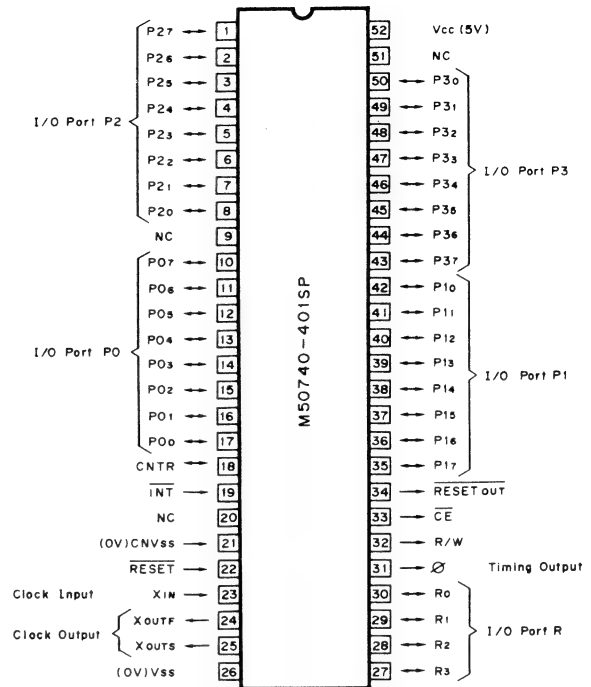 P27 1 52 Vcc (5V)
P26 2 51 NC
P25 3 50 P30
P24 4 49 P31
I/O Port P2 P23 5 48 P32
P22 6 47 P33 I/O Port P3
P21 7 46 P34
P20 8 45 P35
NC 9 44 P36
P07 10 43 P37
P06 11 42 P10
P05 12 41 P11
P04 13 40 P12
I/O Port P0 P03 14 39 P13 I/O Port P1
P02 15 38 P14
P01 16 37 P15
P00 17 36 P16
CNTR 18 35 P17
INT 19 34 RESET OUT
NC 20 33 CE
(0V)CNVss 21 32 R/W
RESET 22 31 Ø Timing Output
Clock Input XIN 23 30 R0
Clock Output XOUTF 24 29 R1 I/O Port R
XOUTS 25 28 R2
(0V)Vss 26 27 R3
M50740-401SP